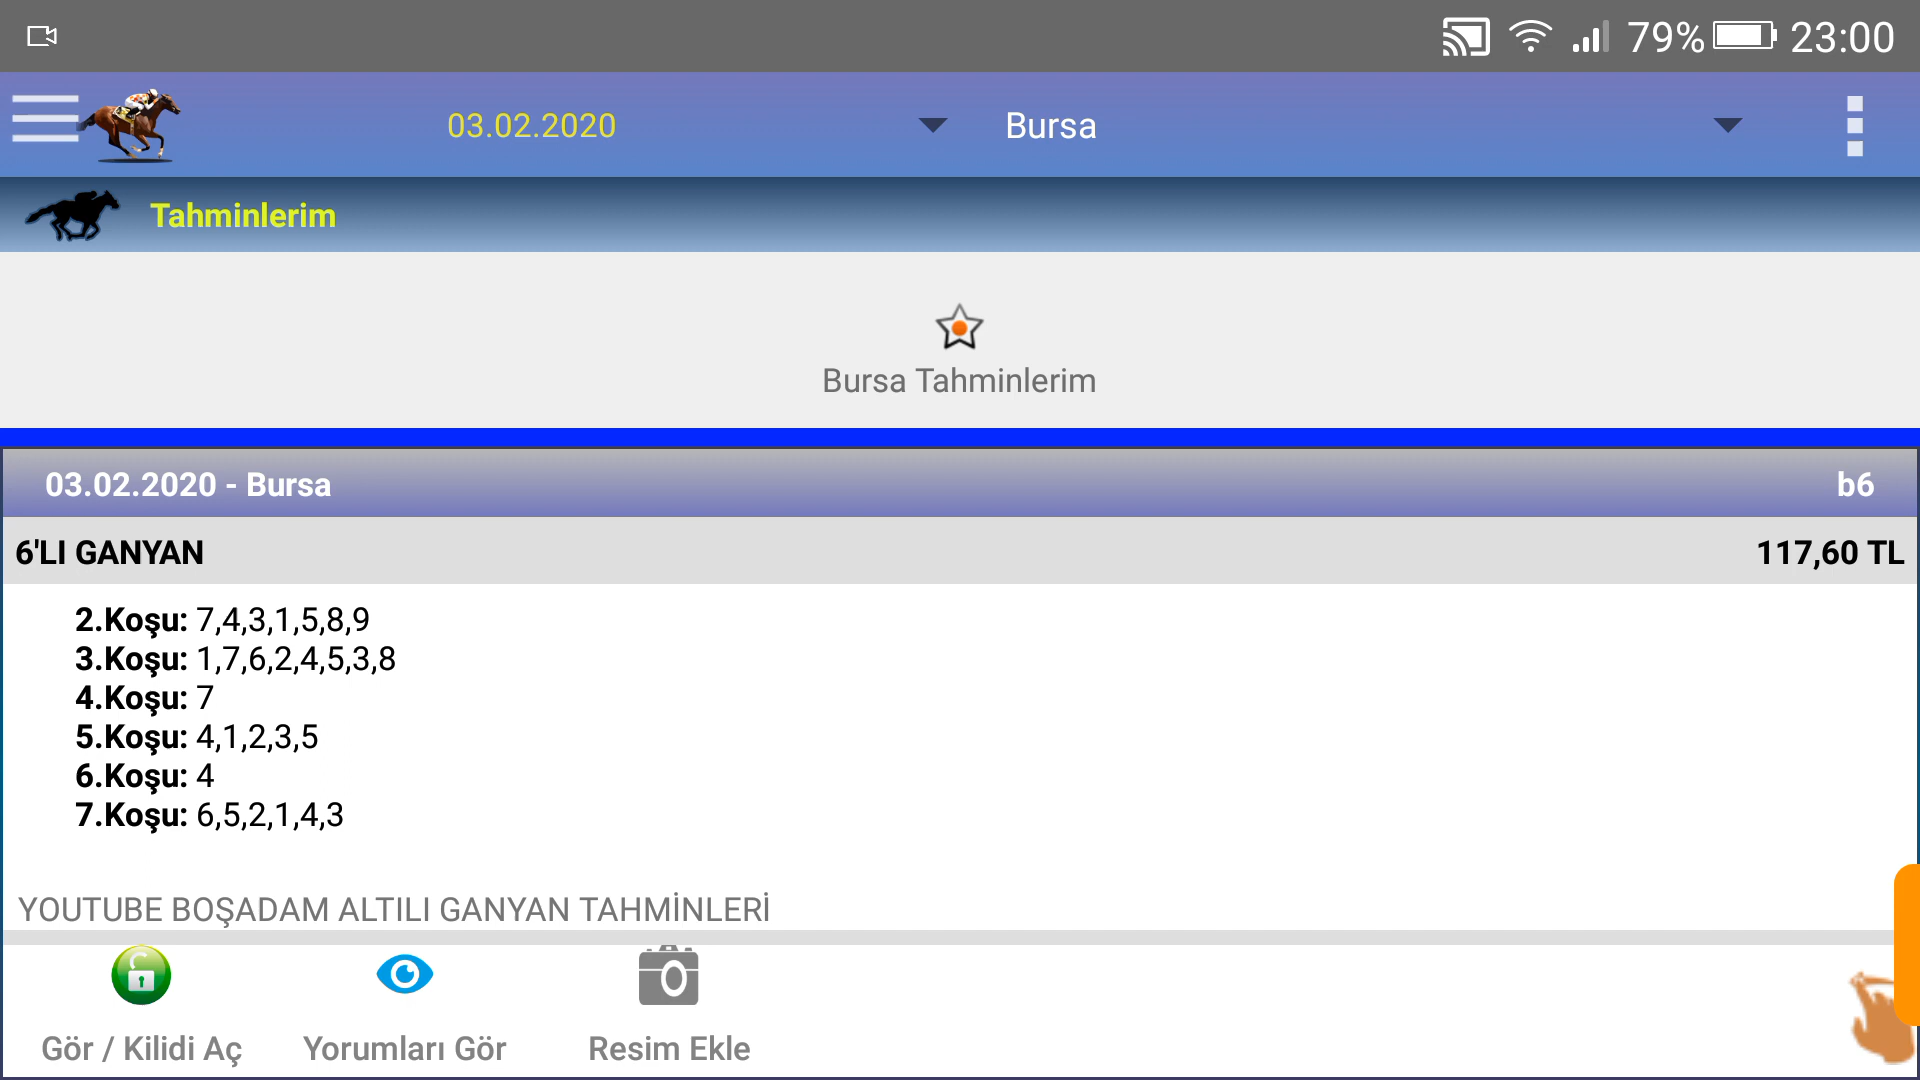 79% 23:00
03.02.2020 Bursa
Tahminlerim
Bursa Tahminlerim
03.02.2020 - Bursa b6
6'LI GANYAN 117,60 TL
2.Koşu: 7,4,3,1,5,8,9
3.Koşu: 1,7,6,2,4,5,3,8
4.Koşu: 7
5.Koşu: 4,1,2,3,5
6.Koşu: 4
7.Koşu: 6,5,2,1,4,3
YOUTUBE BOŞADAM ALTILI GANYAN TAHMİNLERİ
Gör / Kilidi Aç Yorumları Gör Resim Ekle